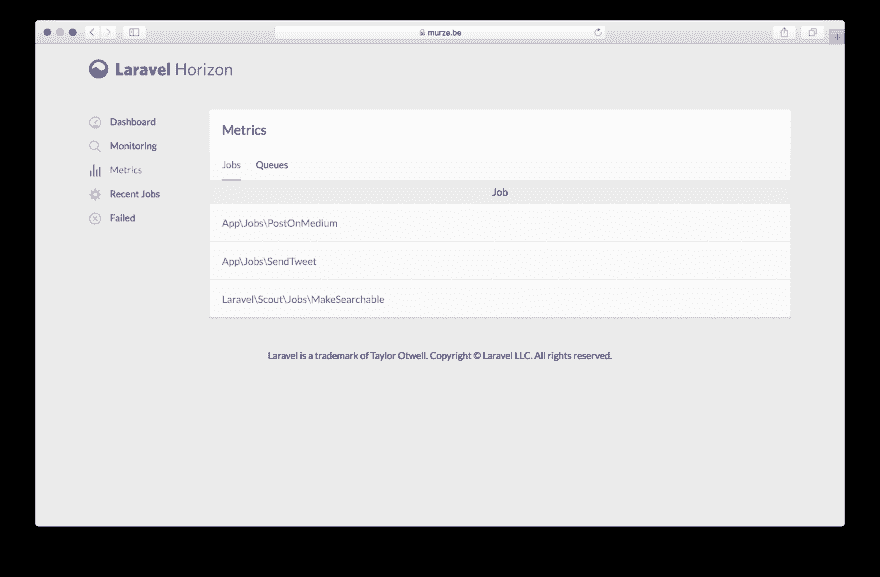 murze.be
Laravel Horizon
Dashboard
Monitoring
Metrics
Recent Jobs
Failed
Metrics
Jobs Queues
Job
App\Jobs\PostOnMedium
App\Jobs\SendTweet
Laravel\Scout\Jobs\MakeSearchable
Laravel is a trademark of Taylor Otwell. Copyright © Laravel LLC. All rights reserved.